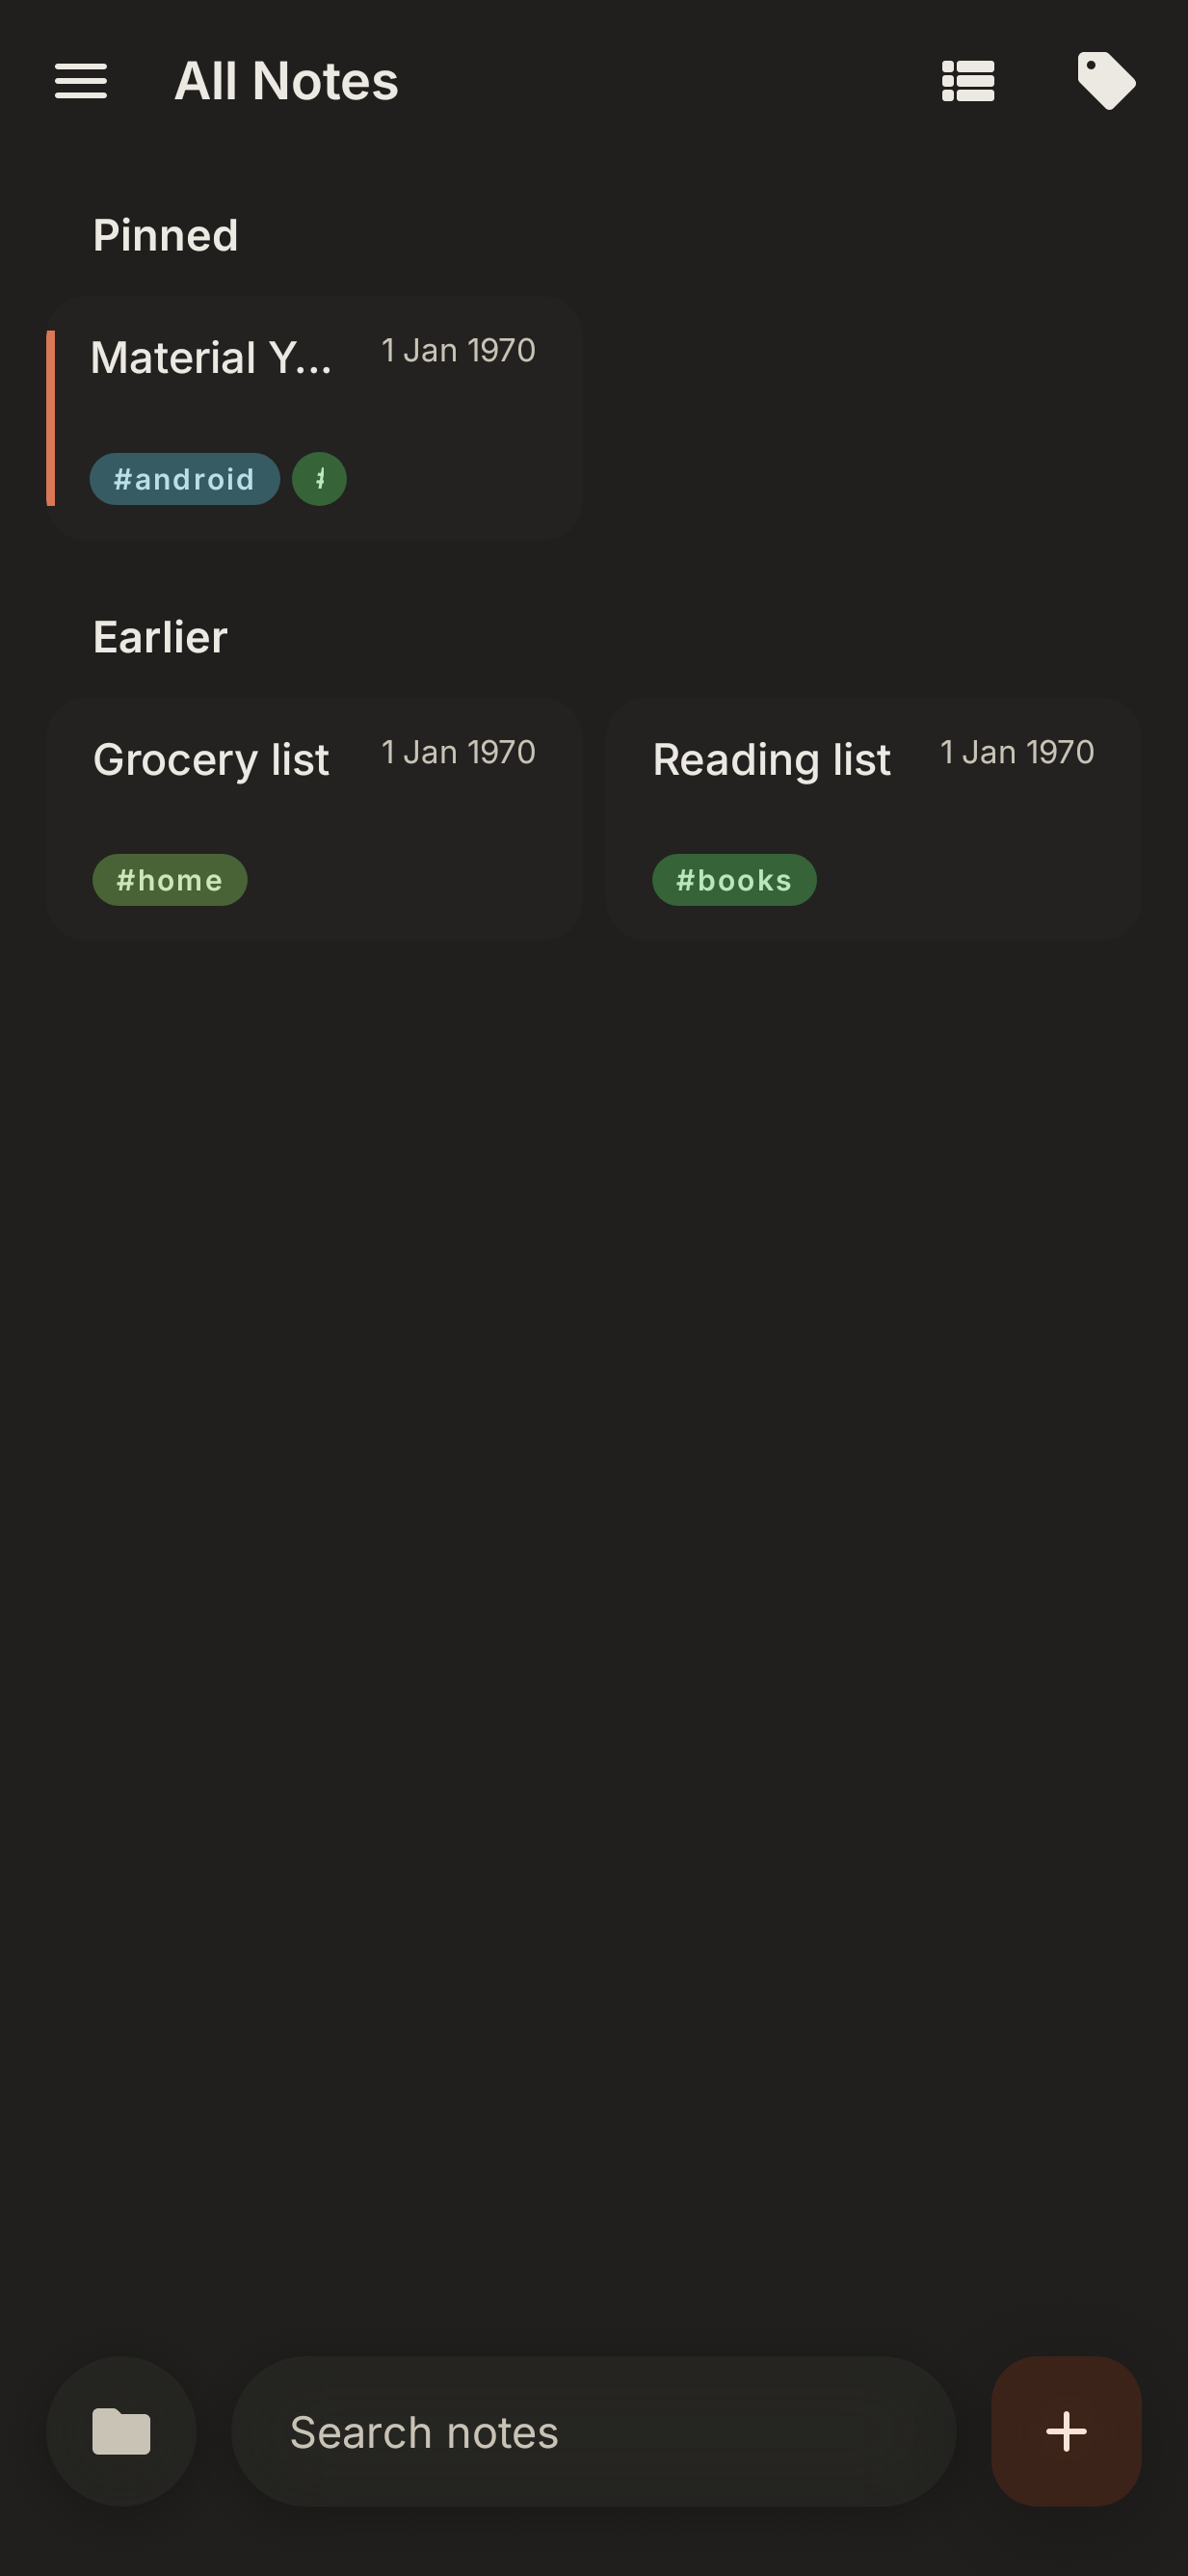 All Notes
Pinned
Material Y... 1 Jan 1970
#android
Earlier
Grocery list 1 Jan 1970
Reading list 1 Jan 1970
#home
#books
Search notes